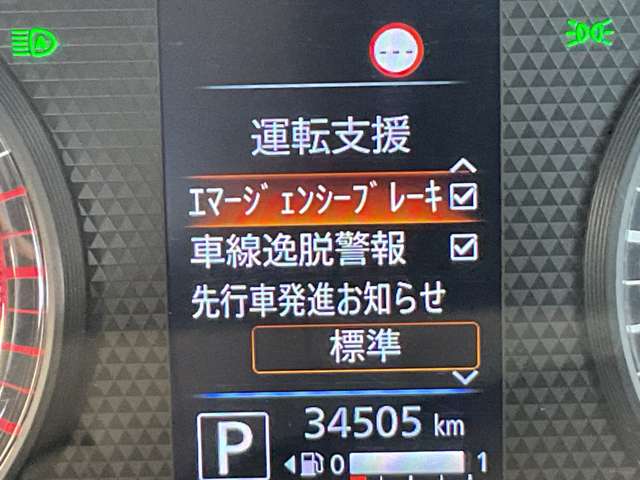 ---
運転支援
ｴﾏｰｼﾞｪﾝｼｰﾌﾞﾚｰｷ
車線逸脱警報
先行車発進お知らせ
標準
P 34505 km
0 1